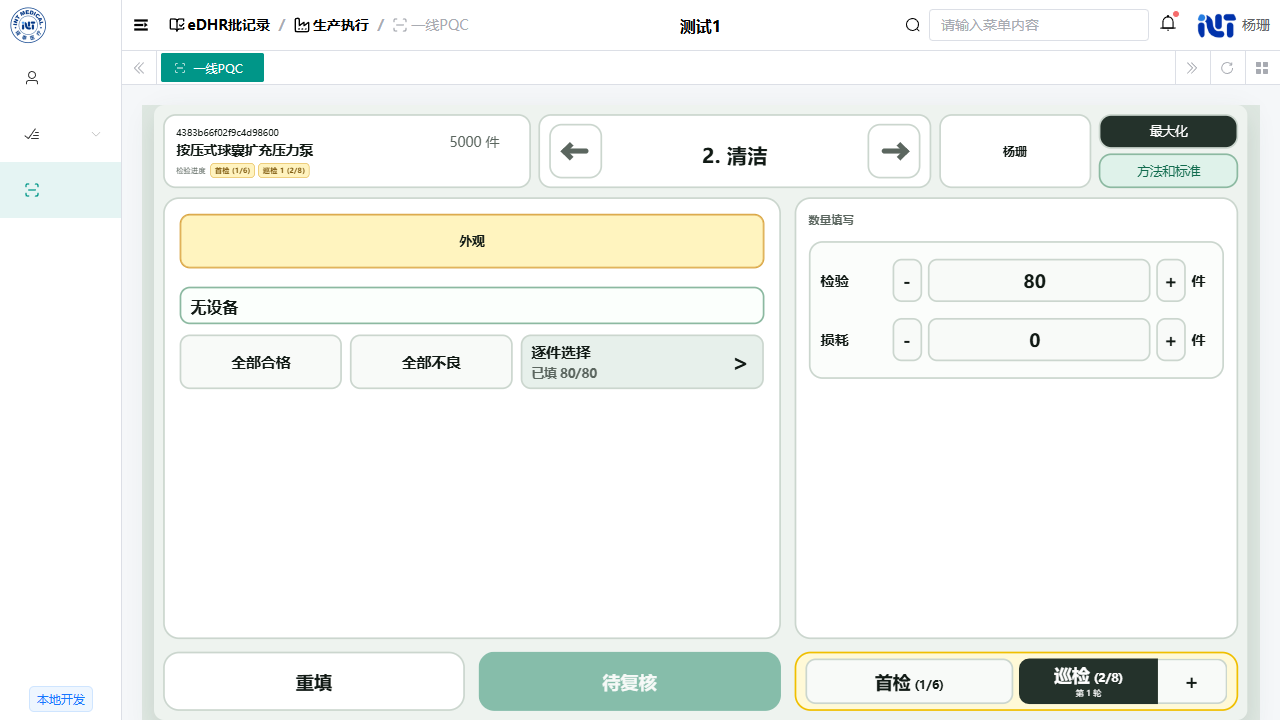 eDHR批记录 / 生产执行 / 一线PQC
测试1
请输入菜单内容
杨珊
一线PQC
4383b66f02f9c4d98600
按压式球囊扩充压力泵
5000 件
检验进度 首检 (1/6) 巡检 1 (2/8)
2. 清洁
杨珊
最大化
方法和标准
外观
无设备
全部合格
全部不良
逐件选择
已填 80/80
>
数量填写
检验 - 80 + 件
损耗 - 0 + 件
重填
待复核
首检 (1/6)
巡检 (2/8)
第 1 轮
+
本地开发